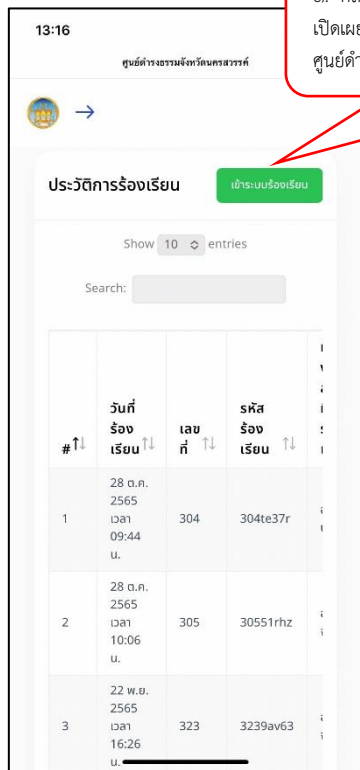 13:16
เปิดเผย
ศูนย์ดำรงธรรมจังหวัดนครสวรรค์
ศูนย์ดำ
→
ประวัติการร้องเรียน
เข้าระบบร้องเรียน
Show 10 entries
Search:
# วันที่ร้องเรียน เลขที่ รหัสร้องเรียน
1 28 ต.ค. 2565 เวลา 09:44 น. 304 304te37r
2 28 ต.ค. 2565 เวลา 10:06 น. 305 30551rhz
3 22 พ.ย. 2565 เวลา 16:26 น. 323 3239av63